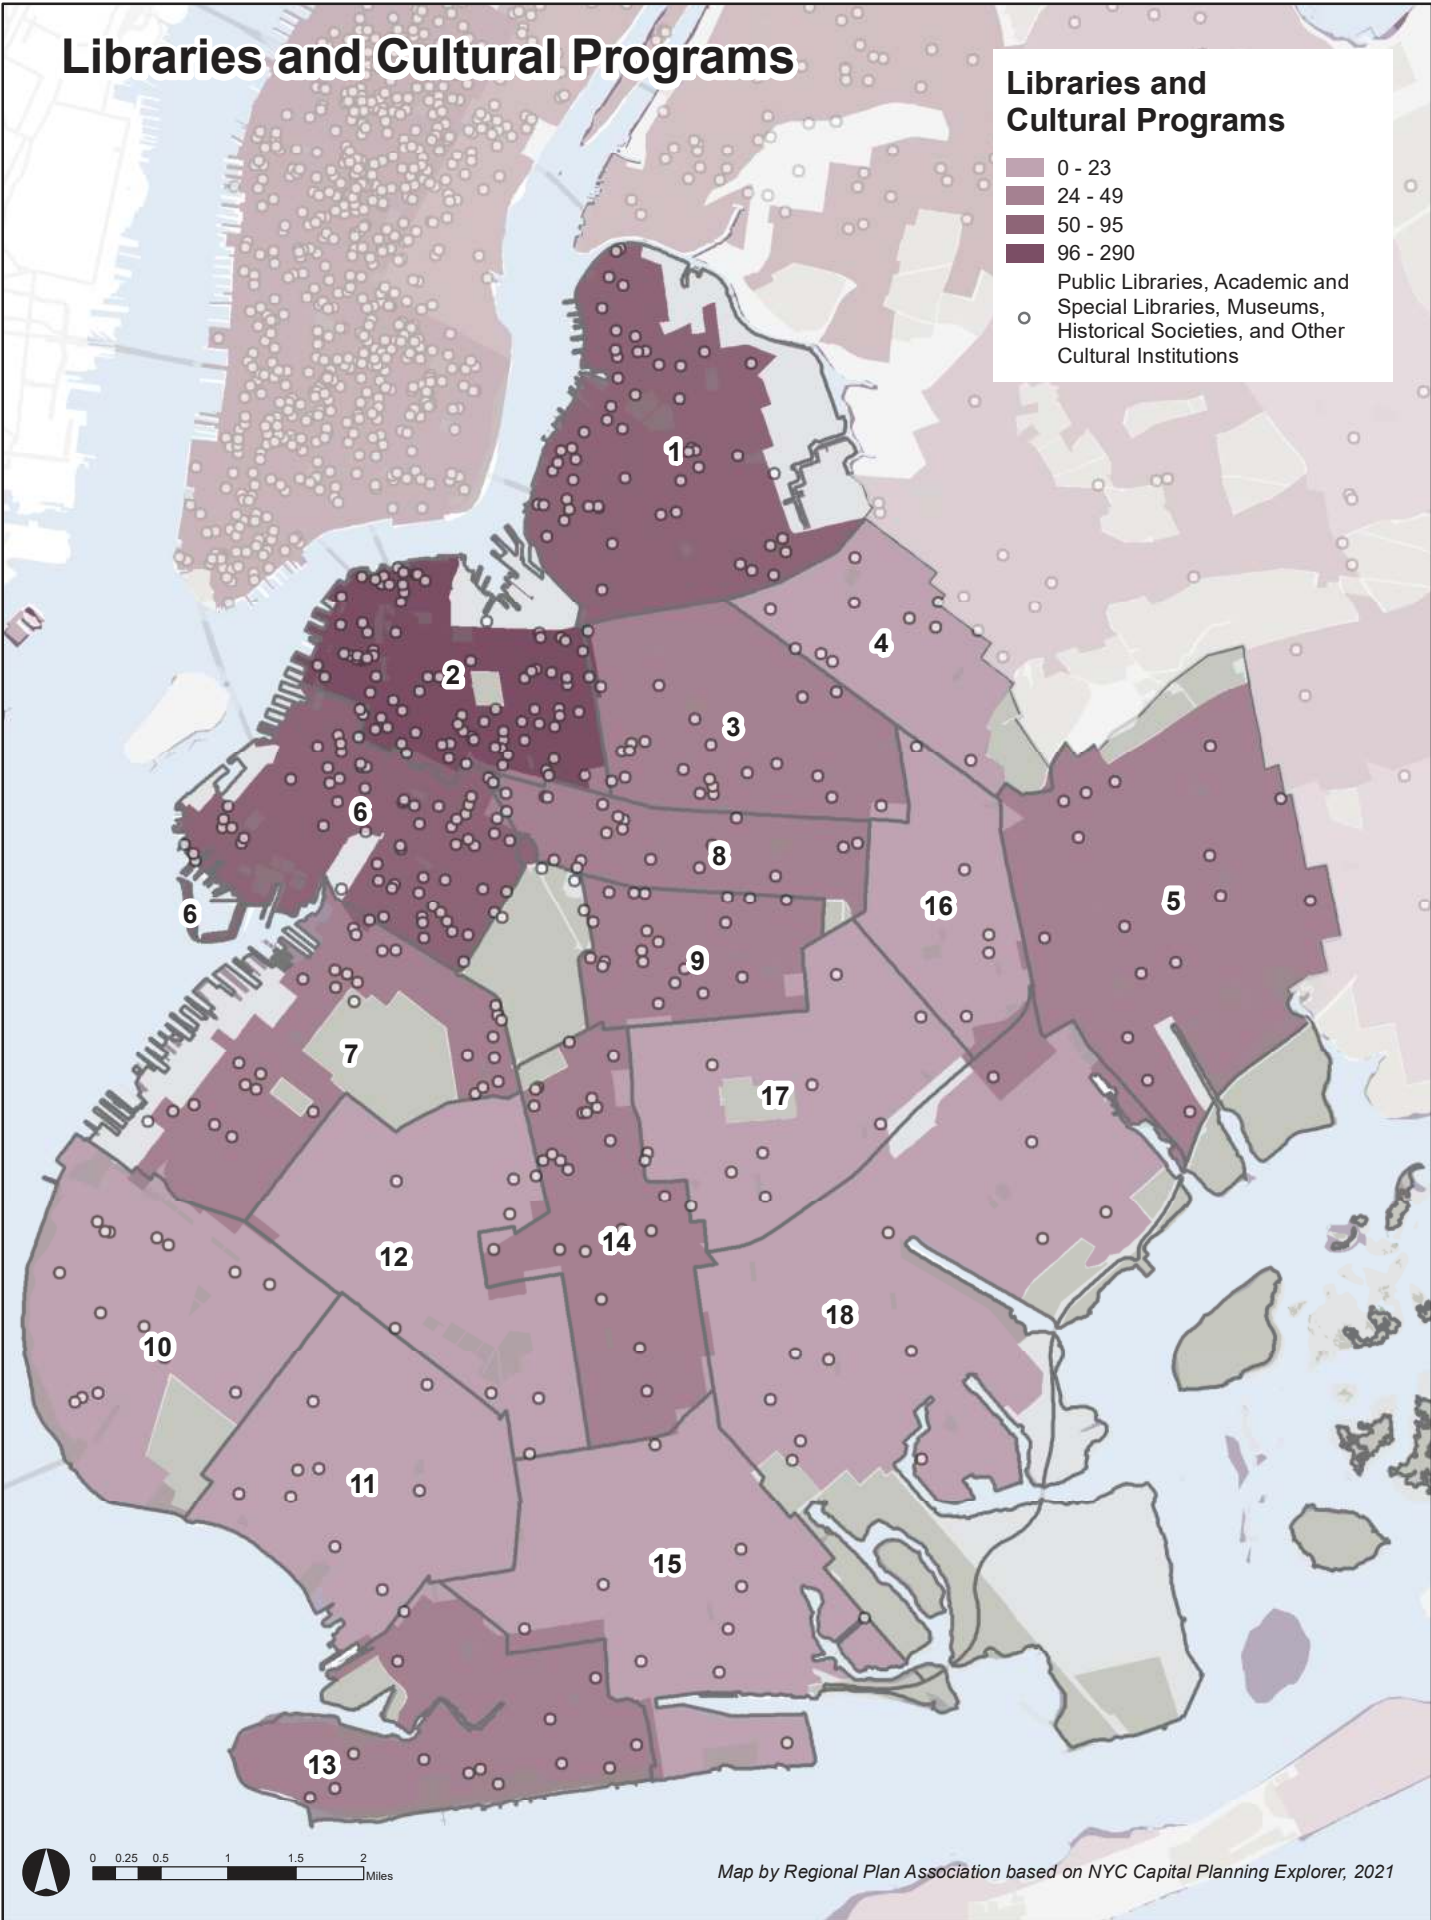 Libraries and Cultural Programs
Libraries and
Cultural Programs
0 - 23
24 - 49
50 - 95
96 - 290
Public Libraries, Academic and
Special Libraries, Museums,
Historical Societies, and Other
Cultural Institutions
1
4
2
3
6
8
5
16
6
9
7
17
14
12
18
10
11
15
13
0 0.25 0.5 1 1.5 2
Miles
Map by Regional Plan Association based on NYC Capital Planning Explorer, 2021